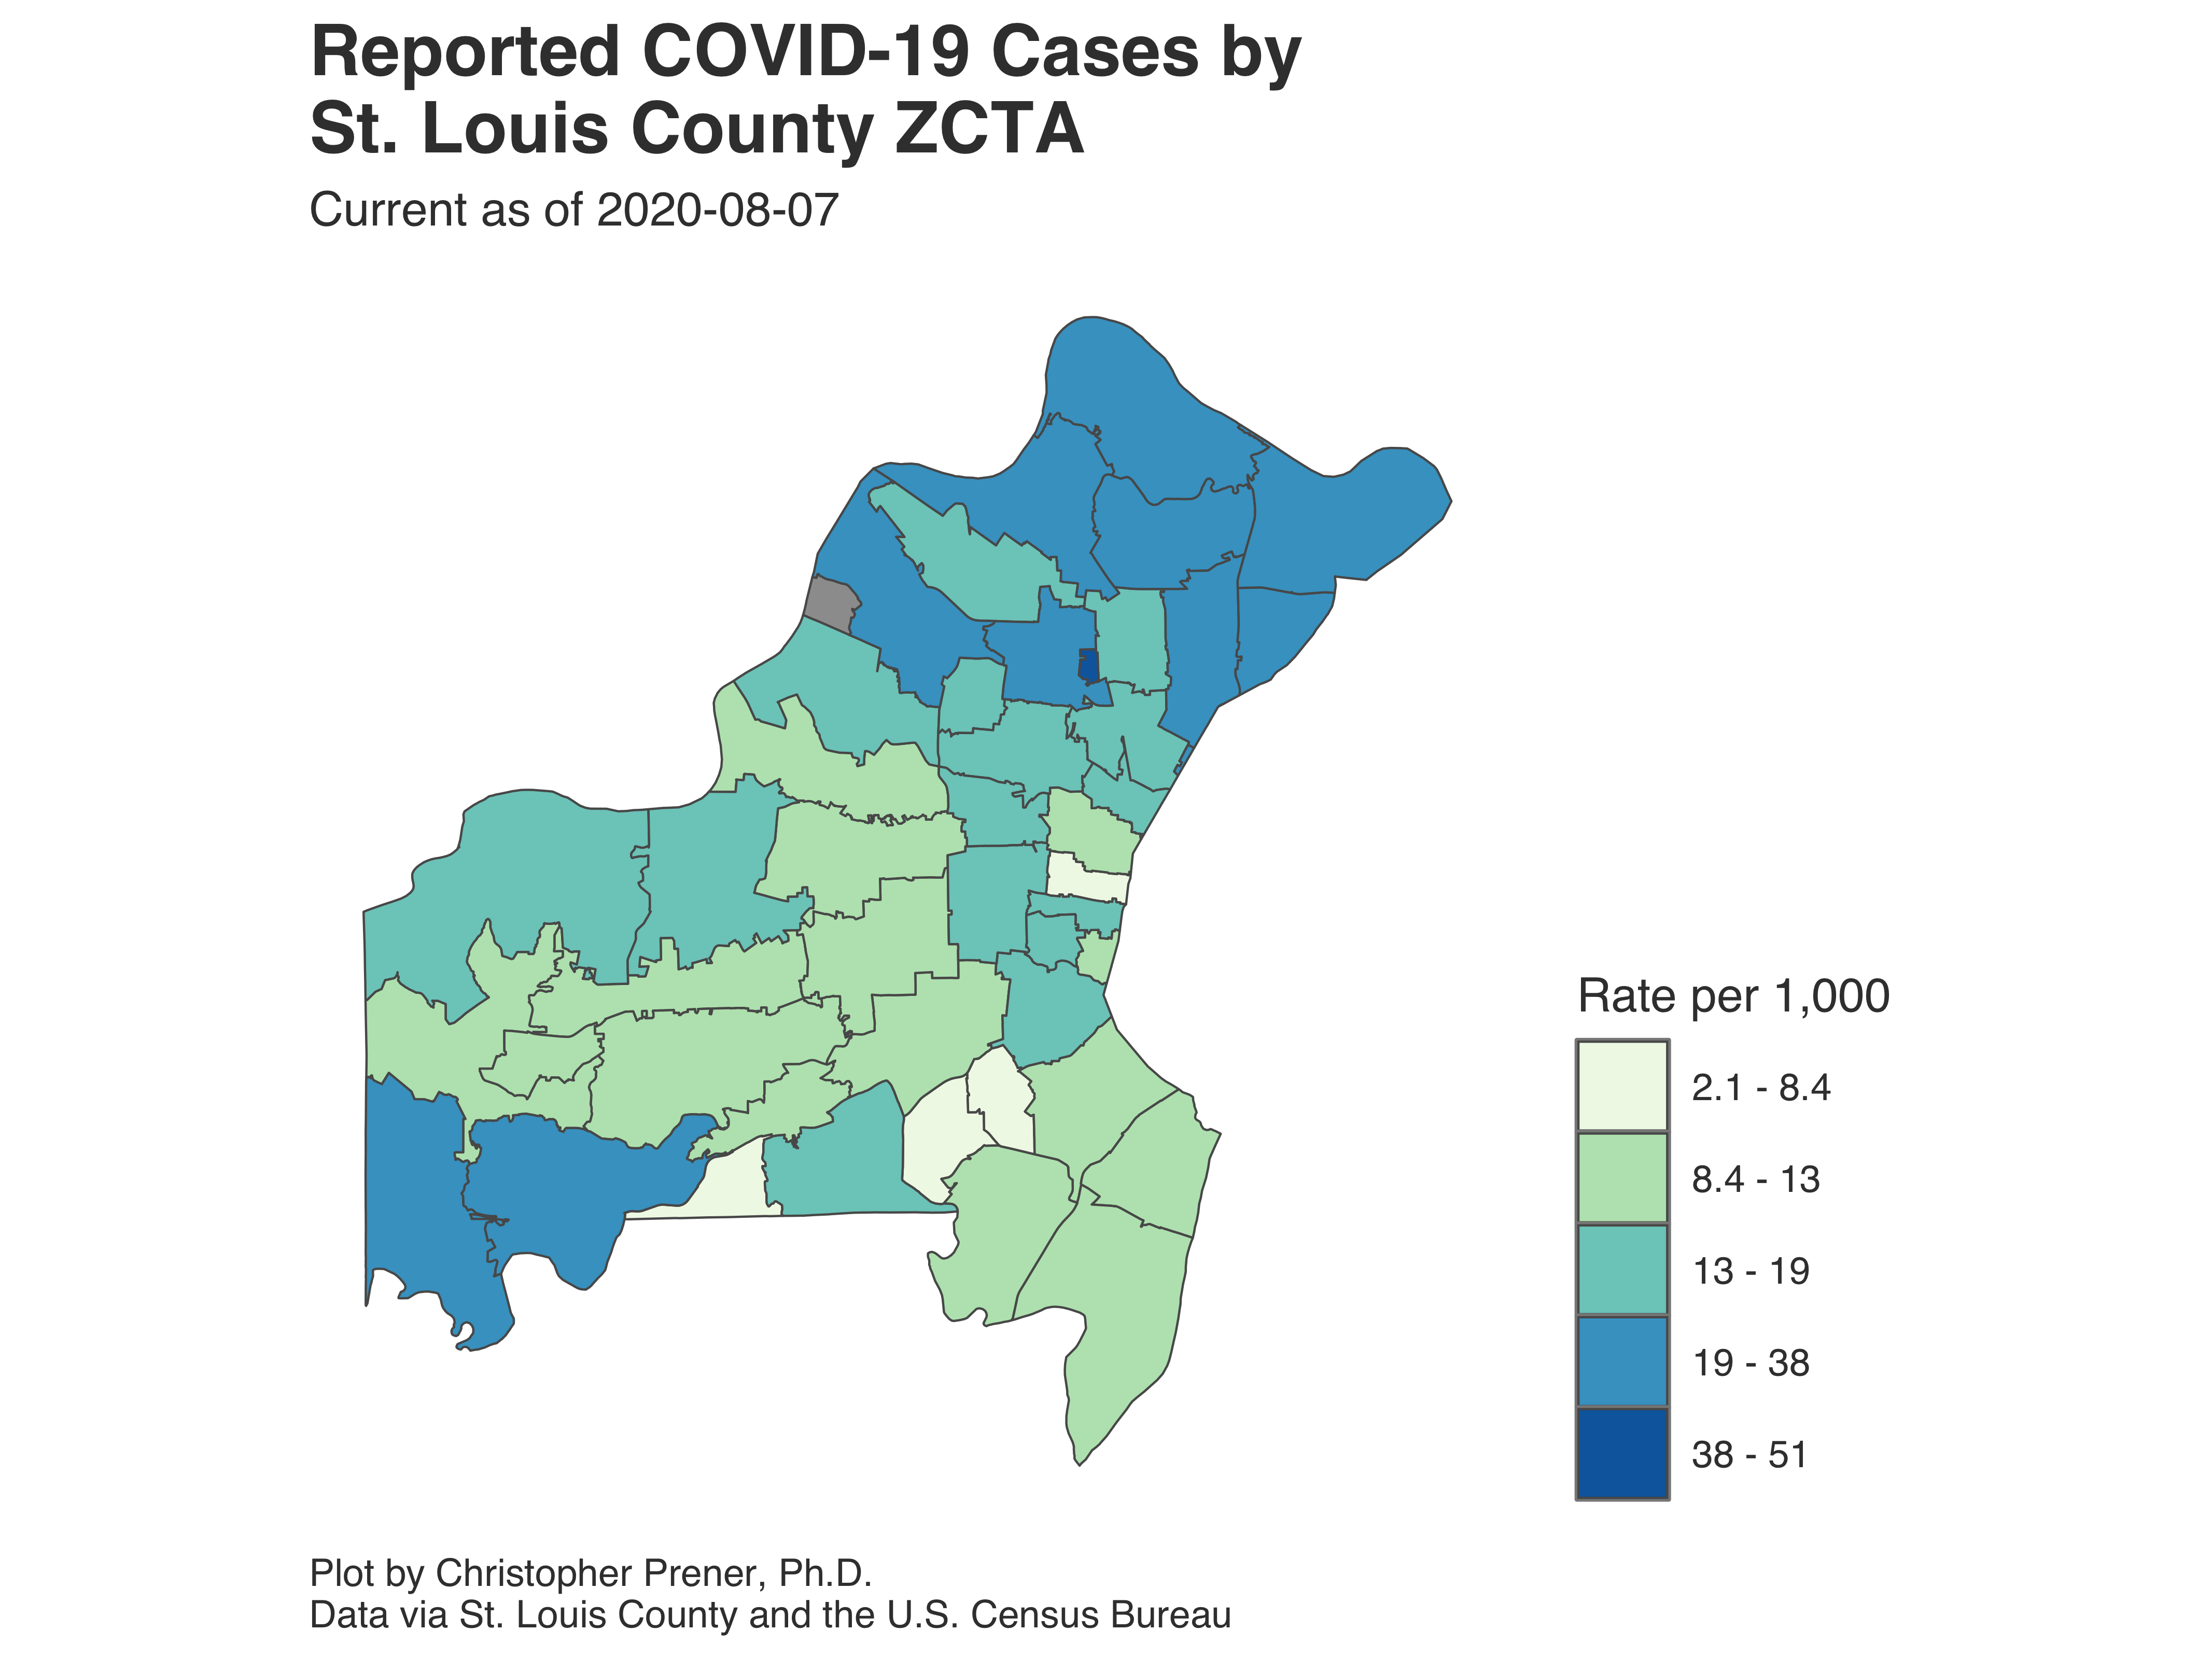 Reported COVID-19 Cases by
St. Louis County ZCTA
Current as of 2020-08-07
Rate per 1,000
2.1 - 8.4
8.4 - 13
13 - 19
19 - 38
38 - 51
Plot by Christopher Prener, Ph.D.
Data via St. Louis County and the U.S. Census Bureau